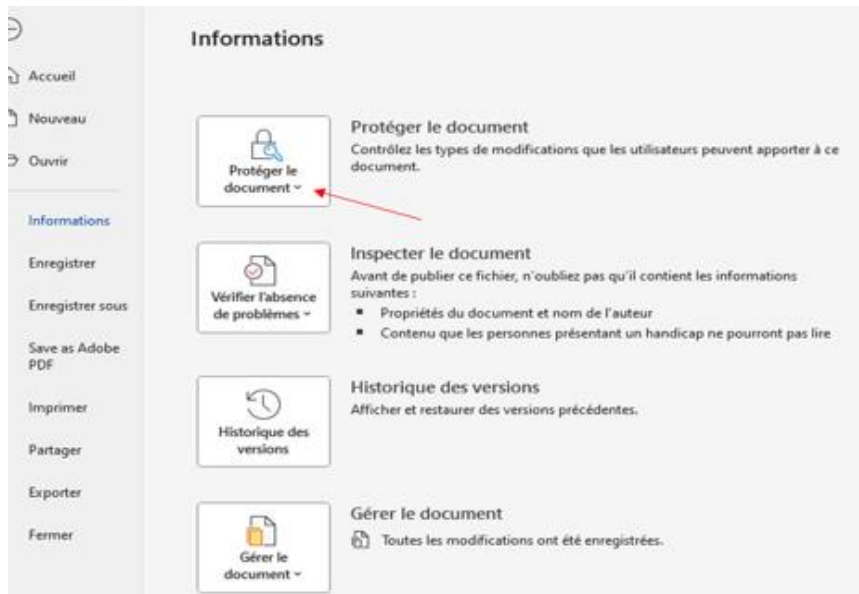 Informations
Accueil
Nouveau
Ouvrir
Informations
Enregistrer
Enregistrer sous
Save as Adobe
PDF
Imprimer
Partager
Exporter
Fermer
Protéger le
document
Protéger le document
Contrôlez les types de modifications que les utilisateurs peuvent apporter à ce
document.
Vérifier l'absence
de problèmes
Inspecter le document
Avant de publier ce fichier, n'oubliez pas qu'il contient les informations
suivantes :
▪ Propriétés du document et nom de l'auteur
▪ Contenu que les personnes présentant un handicap ne pourront pas lire
Historique des
versions
Historique des versions
Afficher et restaurer des versions précédentes.
Gérer le
document
Gérer le document
Toutes les modifications ont été enregistrées.